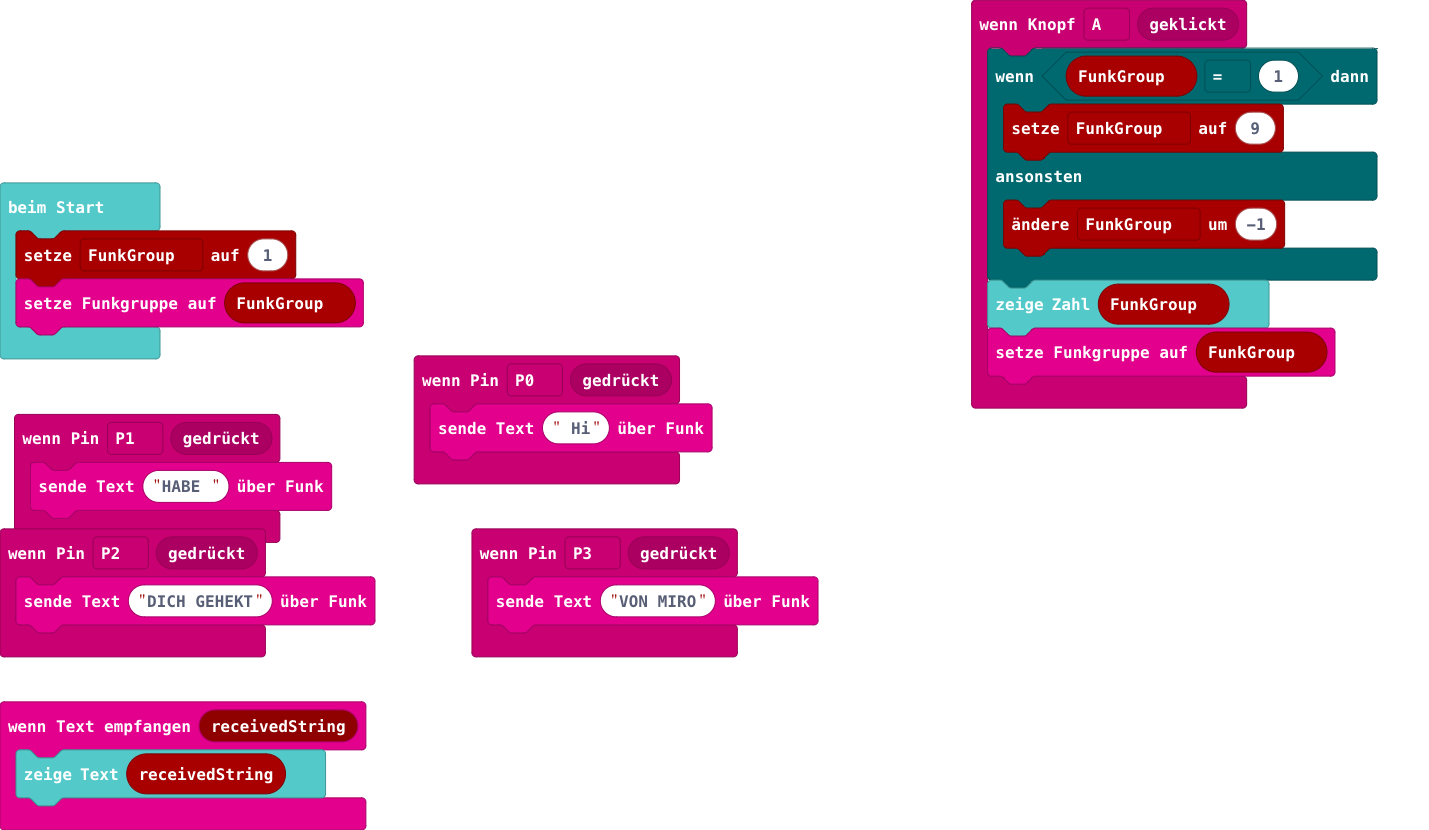 beim Start
setze FunkGroup auf 1
setze Funkgruppe auf FunkGroup
wenn Pin P1 gedrückt
sende Text "HABE " über Funk
wenn Pin P2 gedrückt
sende Text "DICH GEHEKT" über Funk
wenn Text empfangen receivedString
zeige Text receivedString
wenn Pin P0 gedrückt
sende Text " Hi" über Funk
wenn Pin P3 gedrückt
sende Text "VON MIRO" über Funk
wenn Knopf A geklickt
wenn FunkGroup = 1 dann
setze FunkGroup auf 9
ansonsten
ändere FunkGroup um −1
zeige Zahl FunkGroup
setze Funkgruppe auf FunkGroup